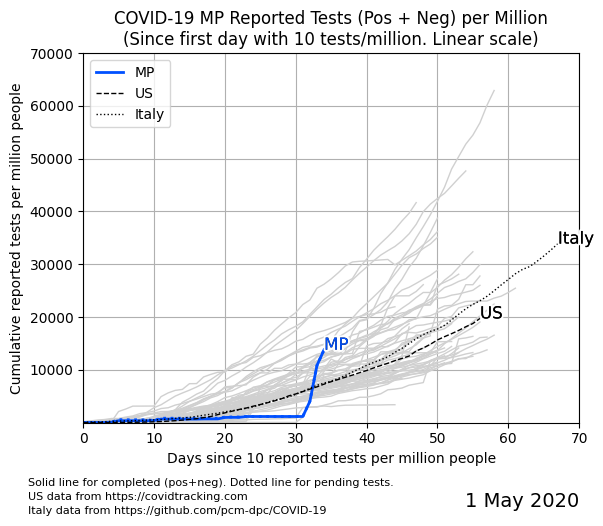 COVID-19 MP Reported Tests (Pos + Neg) per Million
(Since first day with 10 tests/million. Linear scale)
Cumulative reported tests per million people
70000
60000
50000
40000
30000
20000
10000
MP
US
Italy
Italy
US
MP
0 10 20 30 40 50 60 70
Days since 10 reported tests per million people
Solid line for completed (pos+neg). Dotted line for pending tests.
US data from https://covidtracking.com
Italy data from https://github.com/pcm-dpc/COVID-19
1 May 2020